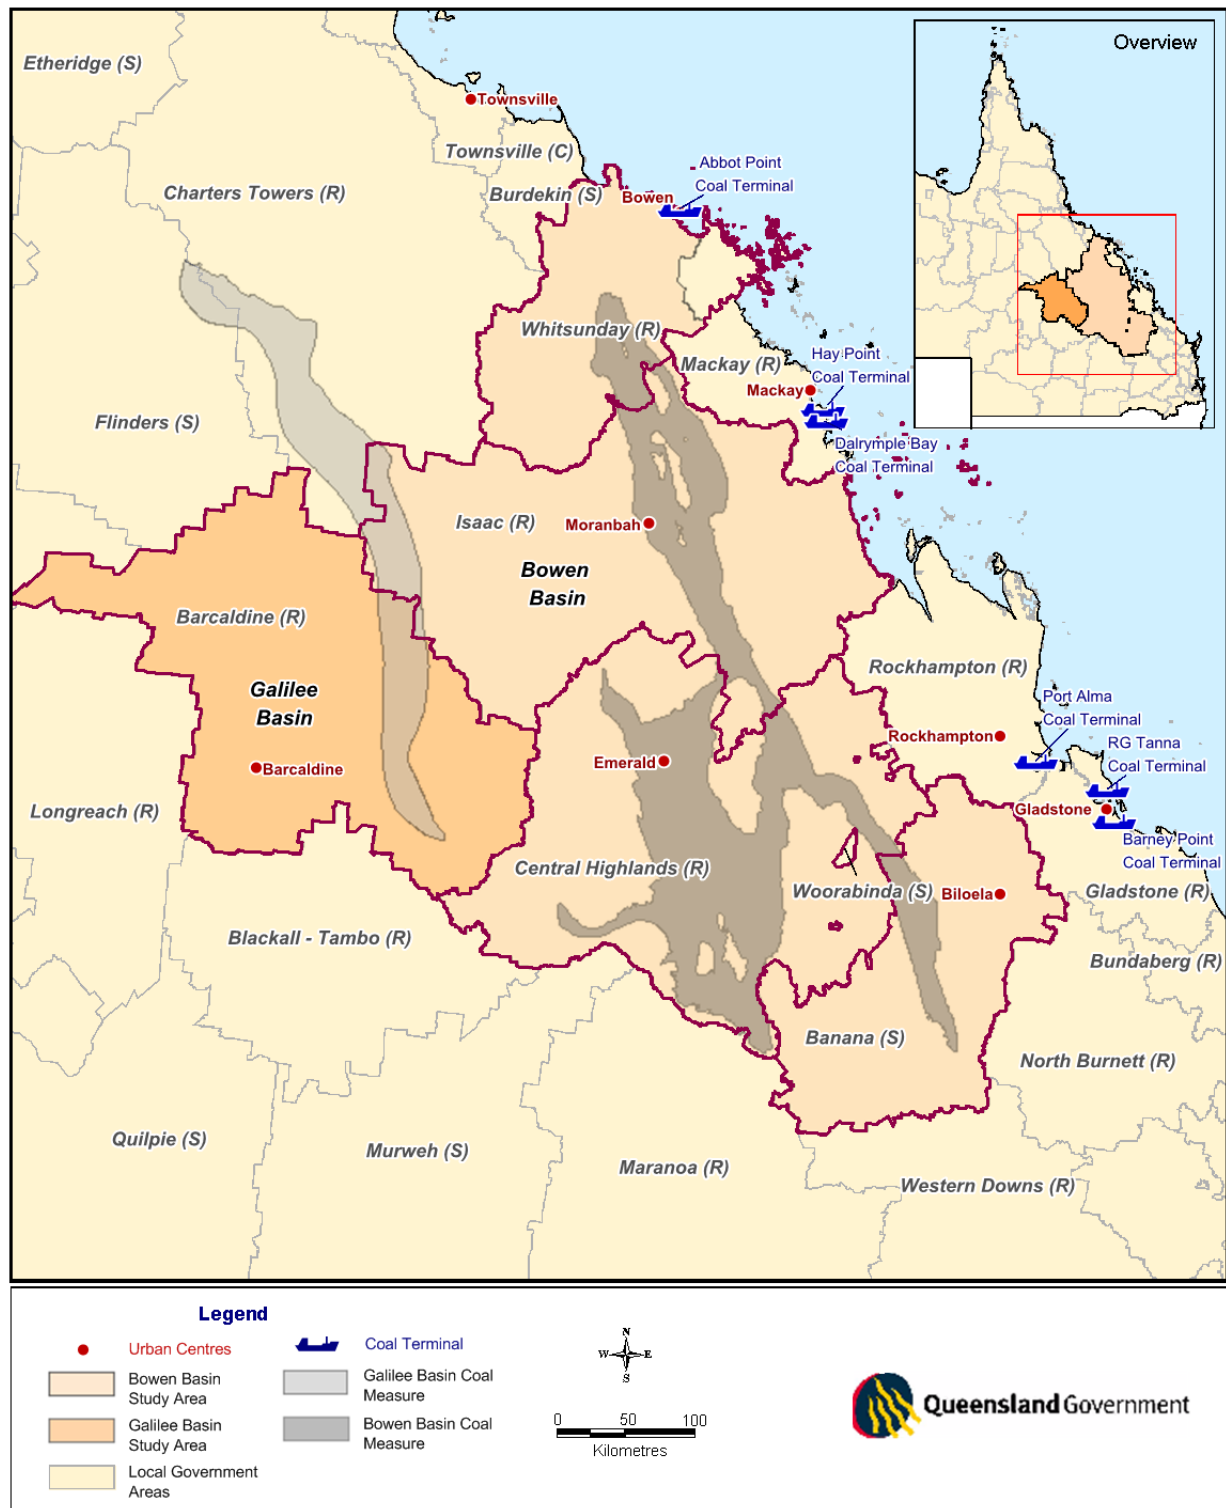 Overview
Etheridge (S)
Townsville
Townsville (C)
Charters Towers (R)
Burdekin (S)
Abbot Point
Coal Terminal
Bowen
Whitsunday (R)
Mackay (R)
Hay Point
Coal Terminal
Mackay
Flinders (S)
Dalrymple Bay
Coal Terminal
Isaac (R)
Moranbah
Bowen
Basin
Barcaldine (R)
Rockhampton (R)
Galilee
Basin
Port Alma
Coal Terminal
Rockhampton
RG Tanna
Coal Terminal
Emerald
Barcaldine
Longreach (R)
Gladstone
Barney Point
Coal Terminal
Central Highlands (R)
Woorabinda (S)
Biloela
Gladstone (R)
Blackall - Tambo (R)
Bundaberg (R)
Banana (S)
North Burnett (R)
Quilpie (S)
Murweh (S)
Maranoa (R)
Western Downs (R)
Legend
Urban Centres
Coal Terminal
Bowen Basin
Study Area
Galilee Basin Coal
Measure
Galilee Basin
Study Area
Bowen Basin Coal
Measure
Local Government
Areas
N
W E
S
0 50 100
Kilometres
Queensland Government